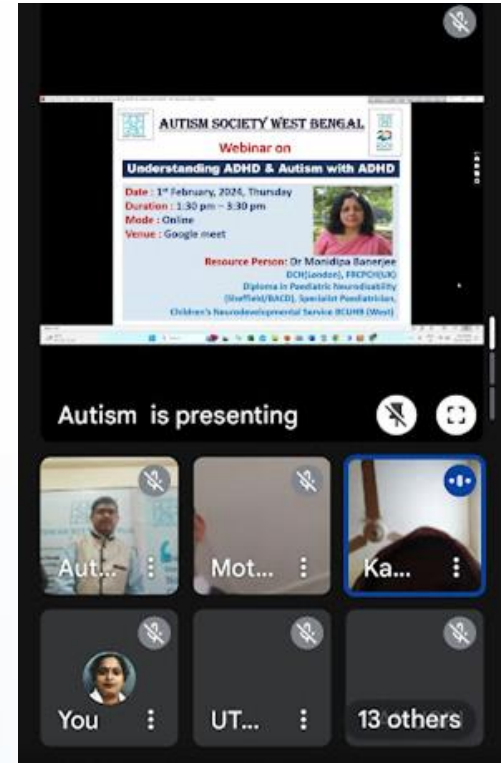 AUTISM SOCIETY WEST BENGAL
Webinar on
Understanding ADHD & Autism with ADHD
Date : 1st February, 2024, Thursday
Duration : 1:30 pm – 3:30 pm
Mode : Online
Venue : Google meet
Resource Person: Dr Monidipa Banerjee
DCH(London), FRCPCH(UK)
Diploma in Paediatric Neurodisability
(Sheffield/BACD), Specialist Paediatrician,
Children's Neurodevelopmental Service BCUHB (West)
Autism is presenting
Aut...
Mot...
Ka...
You
UT...
13 others